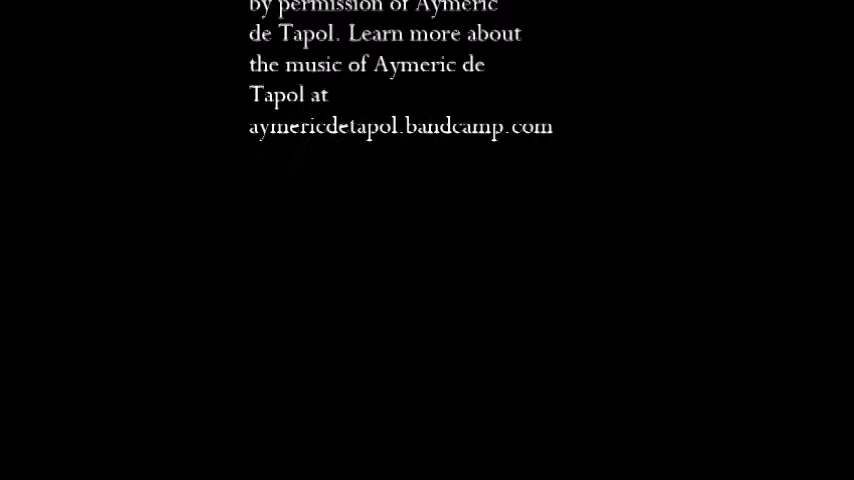 by permission of Aymeric
de Tapol. Learn more about
the music of Aymeric de
Tapol at
aymericdetapol.bandcamp.com